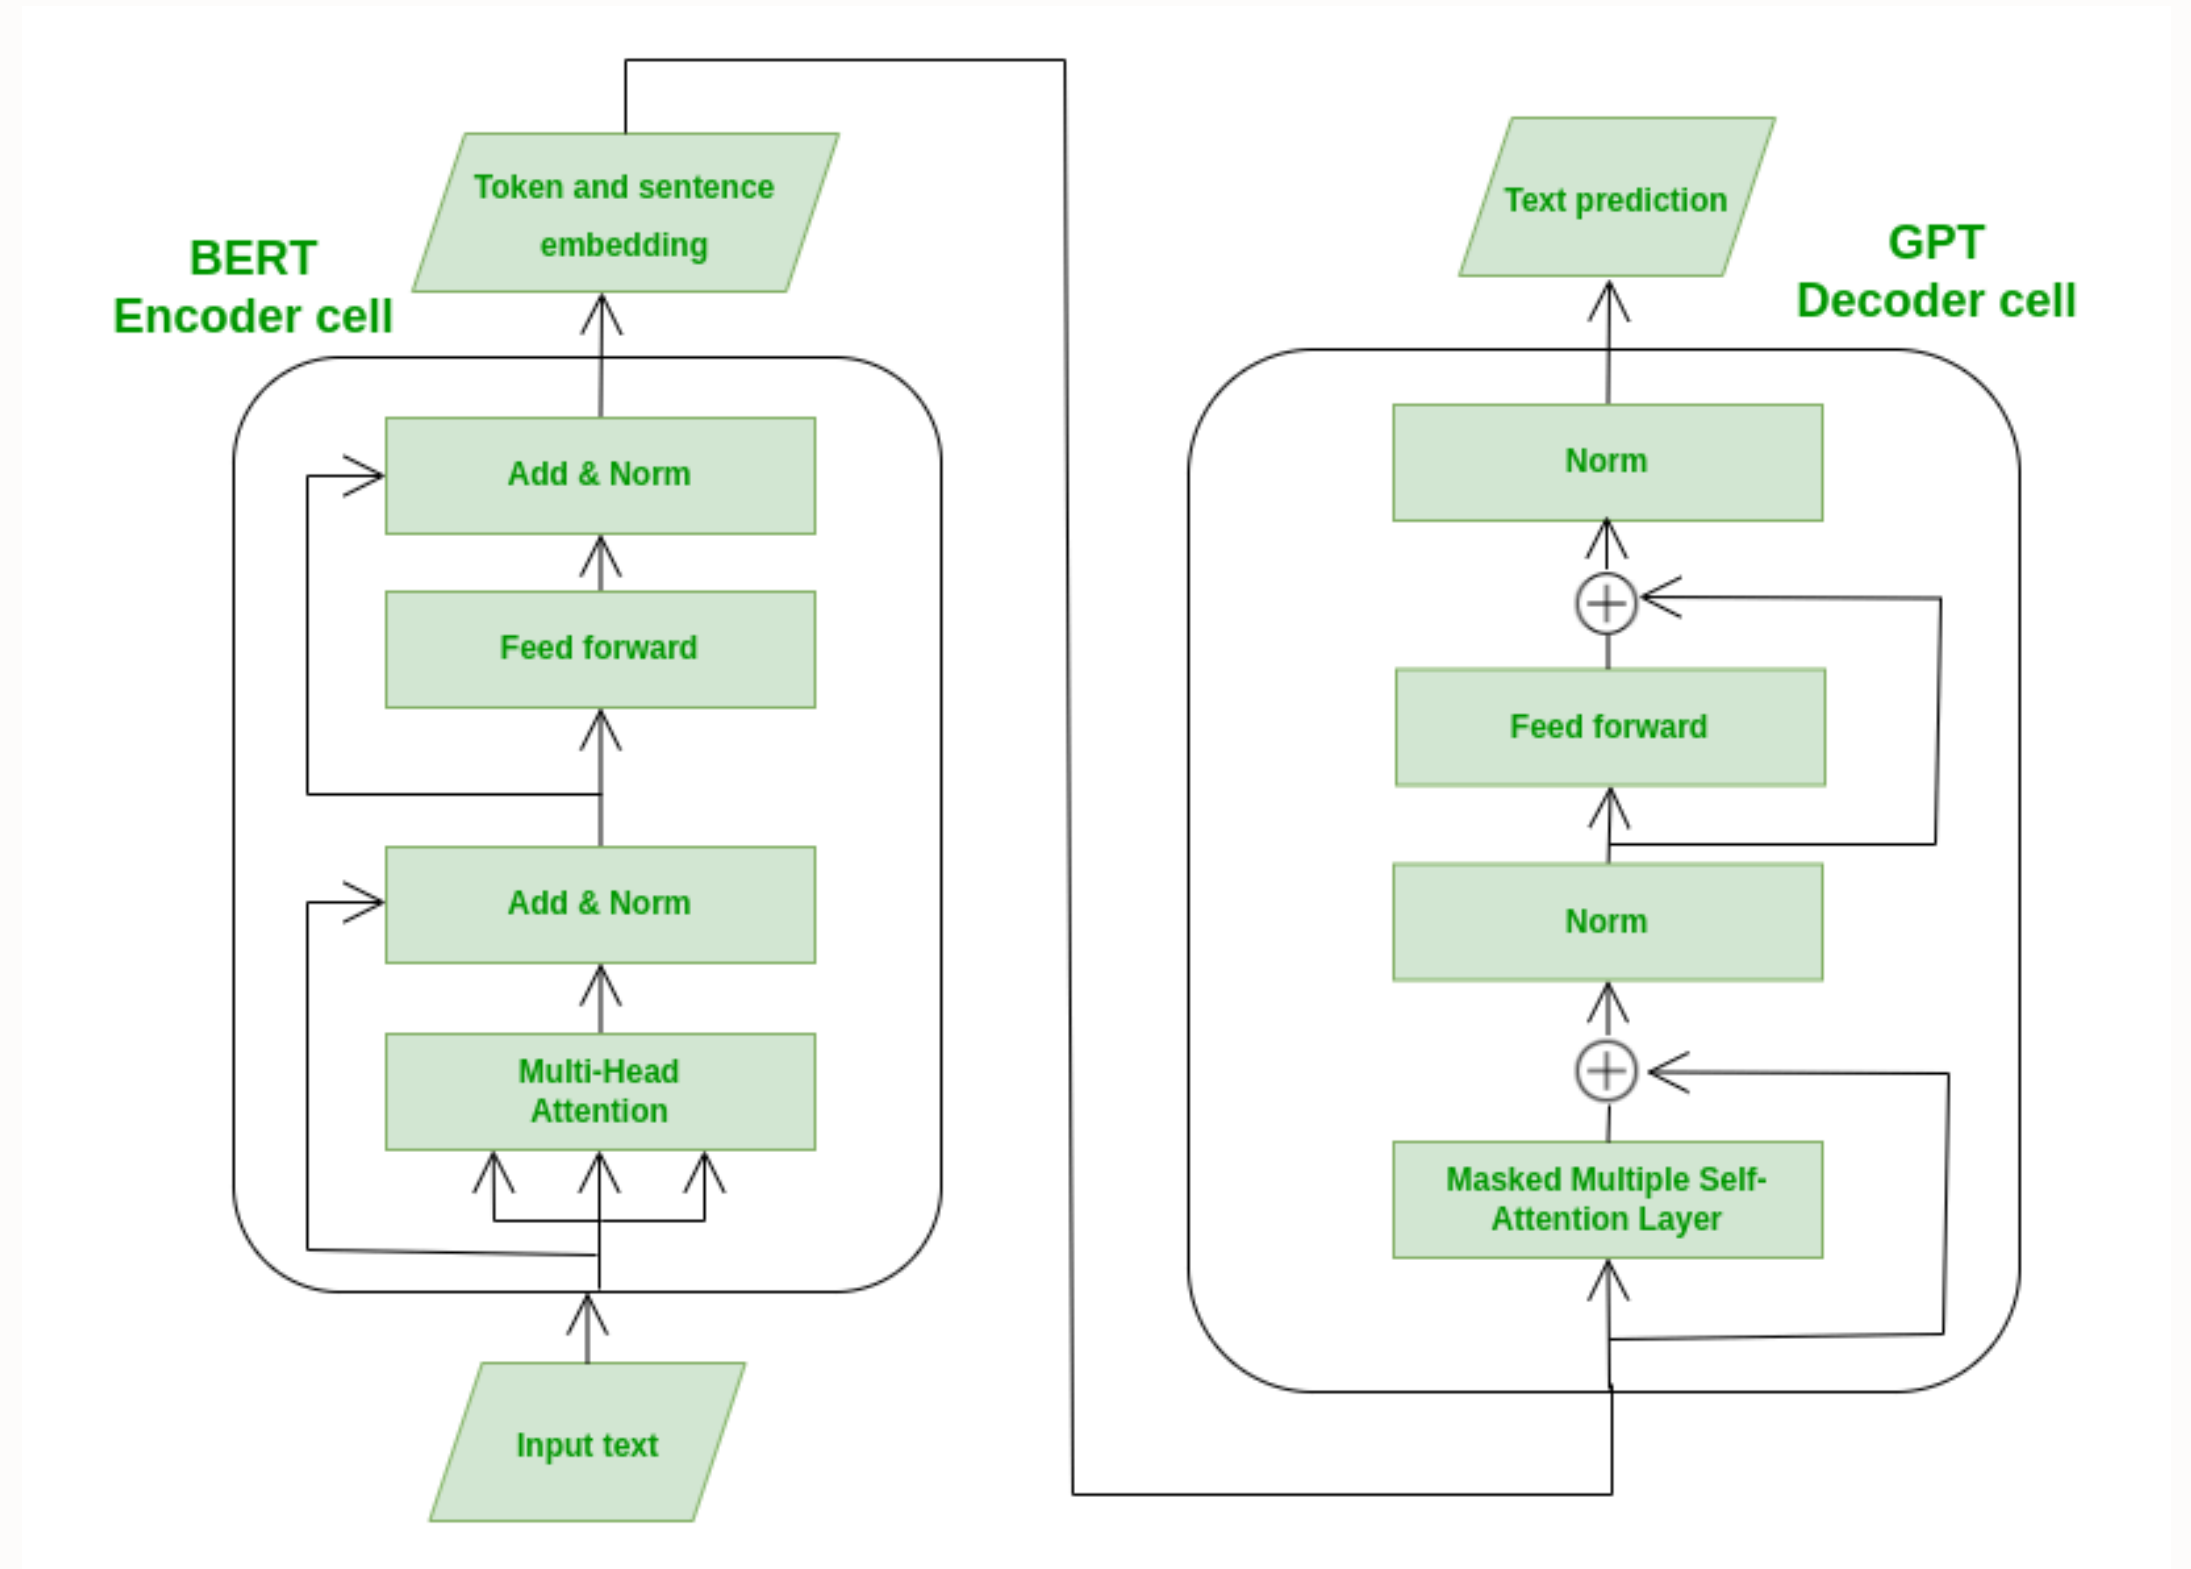 BERT
Encoder cell
Token and sentence
embedding
Add & Norm
Feed forward
Add & Norm
Multi-Head
Attention
Input text
GPT
Decoder cell
Text prediction
Norm
Feed forward
Norm
Masked Multiple Self-
Attention Layer